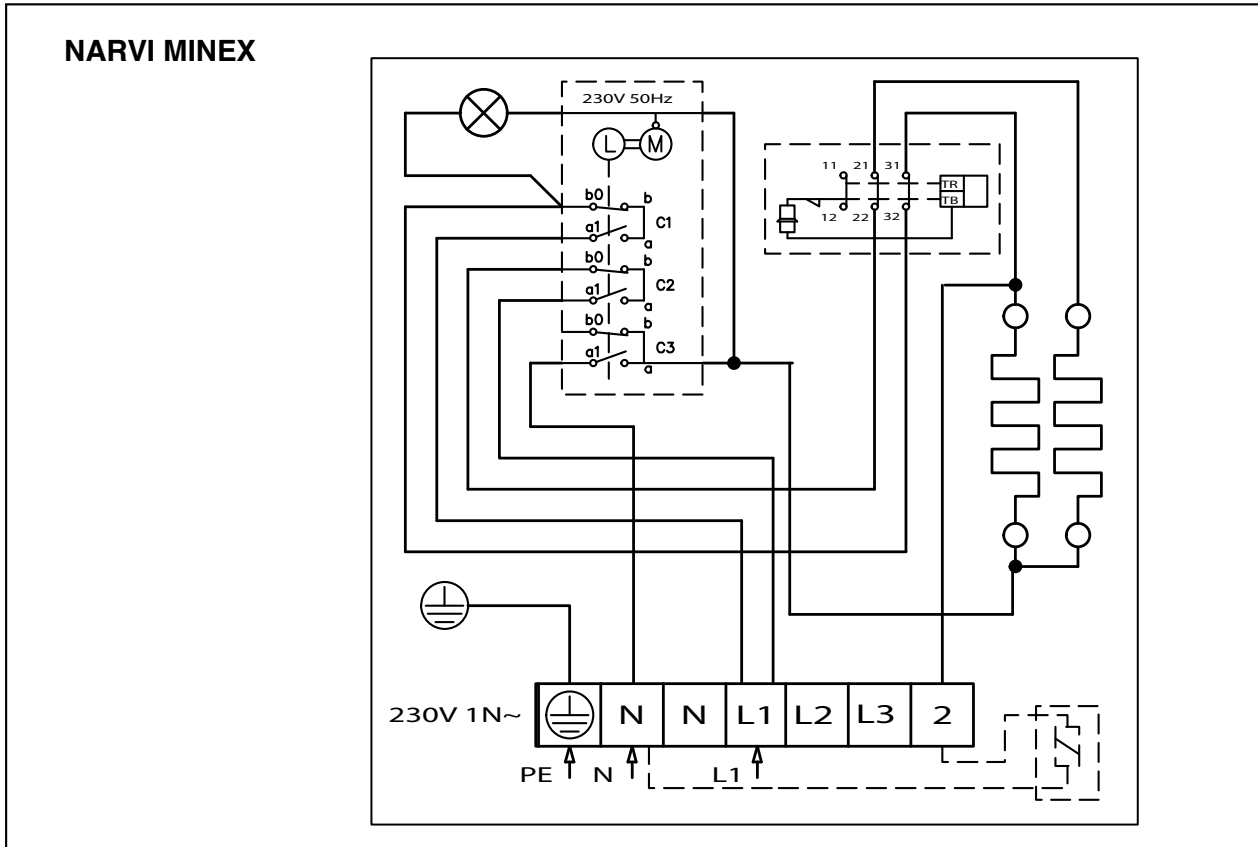 NARVI MINEX
230V 50Hz
L M
11 21 31
TR
TB
12 22 32
b0 b
C1
a1 a
b0 b
C2
a1 a
b0 b
C3
a1 a
230V 1N~ N N L1 L2 L3 2
PE N L1